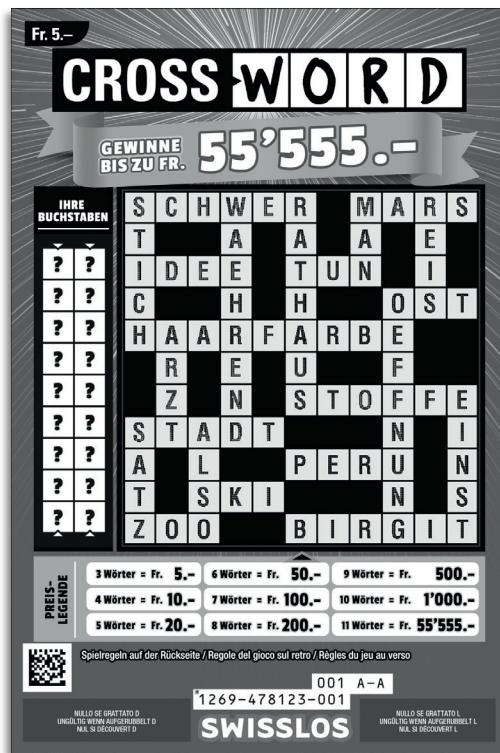 Fr. 5.–
CROSSWORD
GEWINNE
BIS ZU FR. 55'555.–
IHRE
BUCHSTABEN
? ?
? ?
? ?
? ?
? ?
? ?
? ?
? ?
? ?
S C H W E R M A R S
T A A A E
I D E E T U N I
C H H O S T
H A A R F A R B E
R E U F
Z N S T O F F E
S T A D T N I
A L P E R U N
T S K I N S
Z O O B I R G I T
PREIS-
LEGENDE
3 Wörter = Fr. 5.– 6 Wörter = Fr. 50.– 9 Wörter = Fr. 500.–
4 Wörter = Fr. 10.– 7 Wörter = Fr. 100.– 10 Wörter = Fr. 1'000.–
5 Wörter = Fr. 20.– 8 Wörter = Fr. 200.– 11 Wörter = Fr. 55'555.–
Spielregeln auf der Rückseite / Regole del gioco sul retro / Règles du jeu au verso
001 A-A
1269-478123-001
NULLO SE GRATTATO D
UNGÜLTIG WENN AUFGERUBBELT D
NUL SI DÉCOUVERT D
SWISSLOS
NULLO SE GRATTATO L
UNGÜLTIG WENN AUFGERUBBELT L
NUL SI DÉCOUVERT L